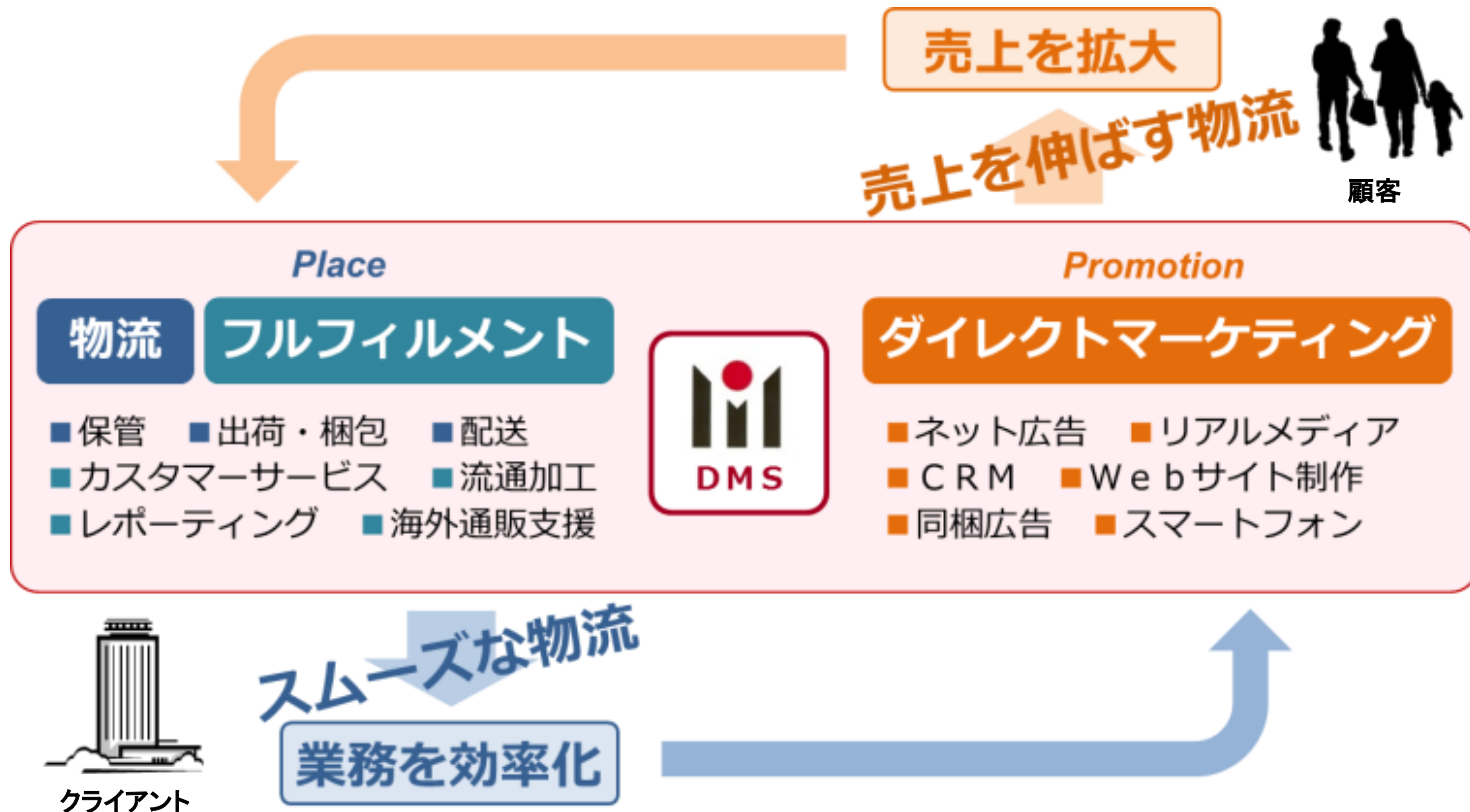 売上を拡大
売上を伸ばす物流
顧客
Place
物流 フルフィルメント
■保管 ■出荷・梱包 ■配送
■カスタマーサービス ■流通加工
■レポーティング ■海外通販支援
DMS
Promotion
ダイレクトマーケティング
■ネット広告 ■リアルメディア
■ＣＲＭ ■Ｗｅｂサイト制作
■同梱広告 ■スマートフォン
スムーズな物流
業務を効率化
クライアント